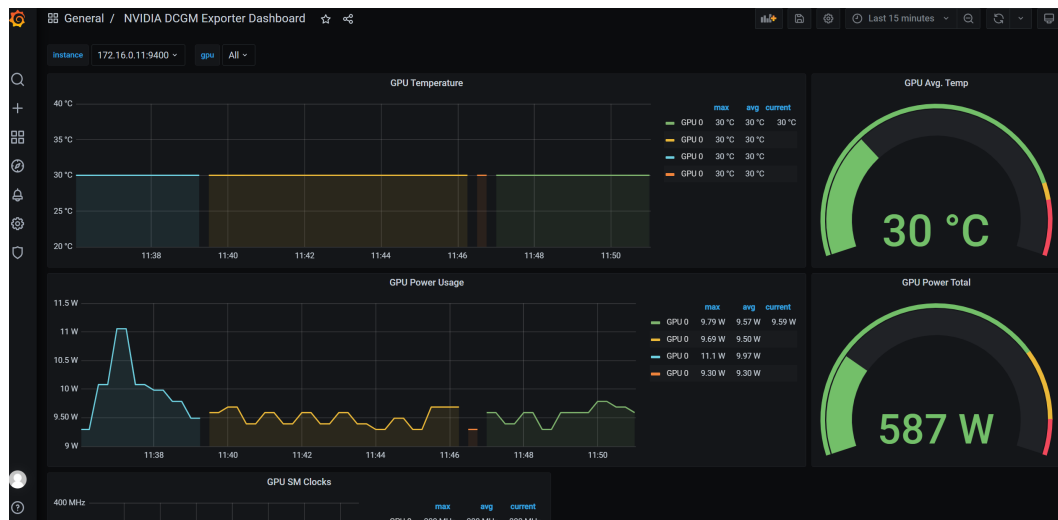 General / NVIDIA DCGM Exporter Dashboard
Last 15 minutes
instance 172.16.0.11:9400 gpu All
GPU Temperature
40 °C
35 °C
30 °C
25 °C
20 °C
11:38 11:40 11:42 11:44 11:46 11:48 11:50
max avg current
GPU 0 30 °C 30 °C 30 °C
GPU 0 30 °C 30 °C
GPU 0 30 °C 30 °C
GPU 0 30 °C 30 °C
GPU Avg. Temp
30 °C
GPU Power Usage
11.5 W
11 W
10.5 W
10 W
9.50 W
9 W
11:38 11:40 11:42 11:44 11:46 11:48 11:50
max avg current
GPU 0 9.79 W 9.57 W 9.59 W
GPU 0 9.69 W 9.50 W
GPU 0 11.1 W 9.97 W
GPU 0 9.30 W 9.30 W
GPU Power Total
587 W
GPU SM Clocks
400 MHz
max avg current